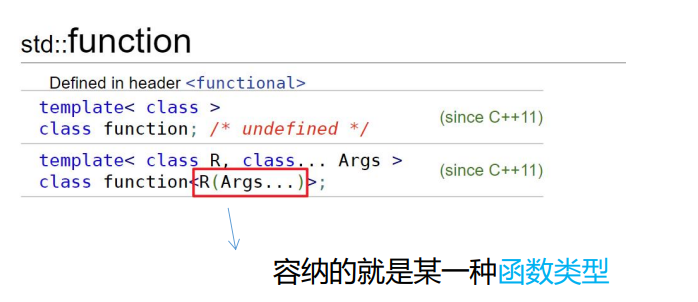 std::function
Defined in header <functional>
template< class >
class function; /* undefined */
(since C++11)
template< class R, class... Args >
class function<R(Args...)>;
(since C++11)
容纳的就是某一种函数类型